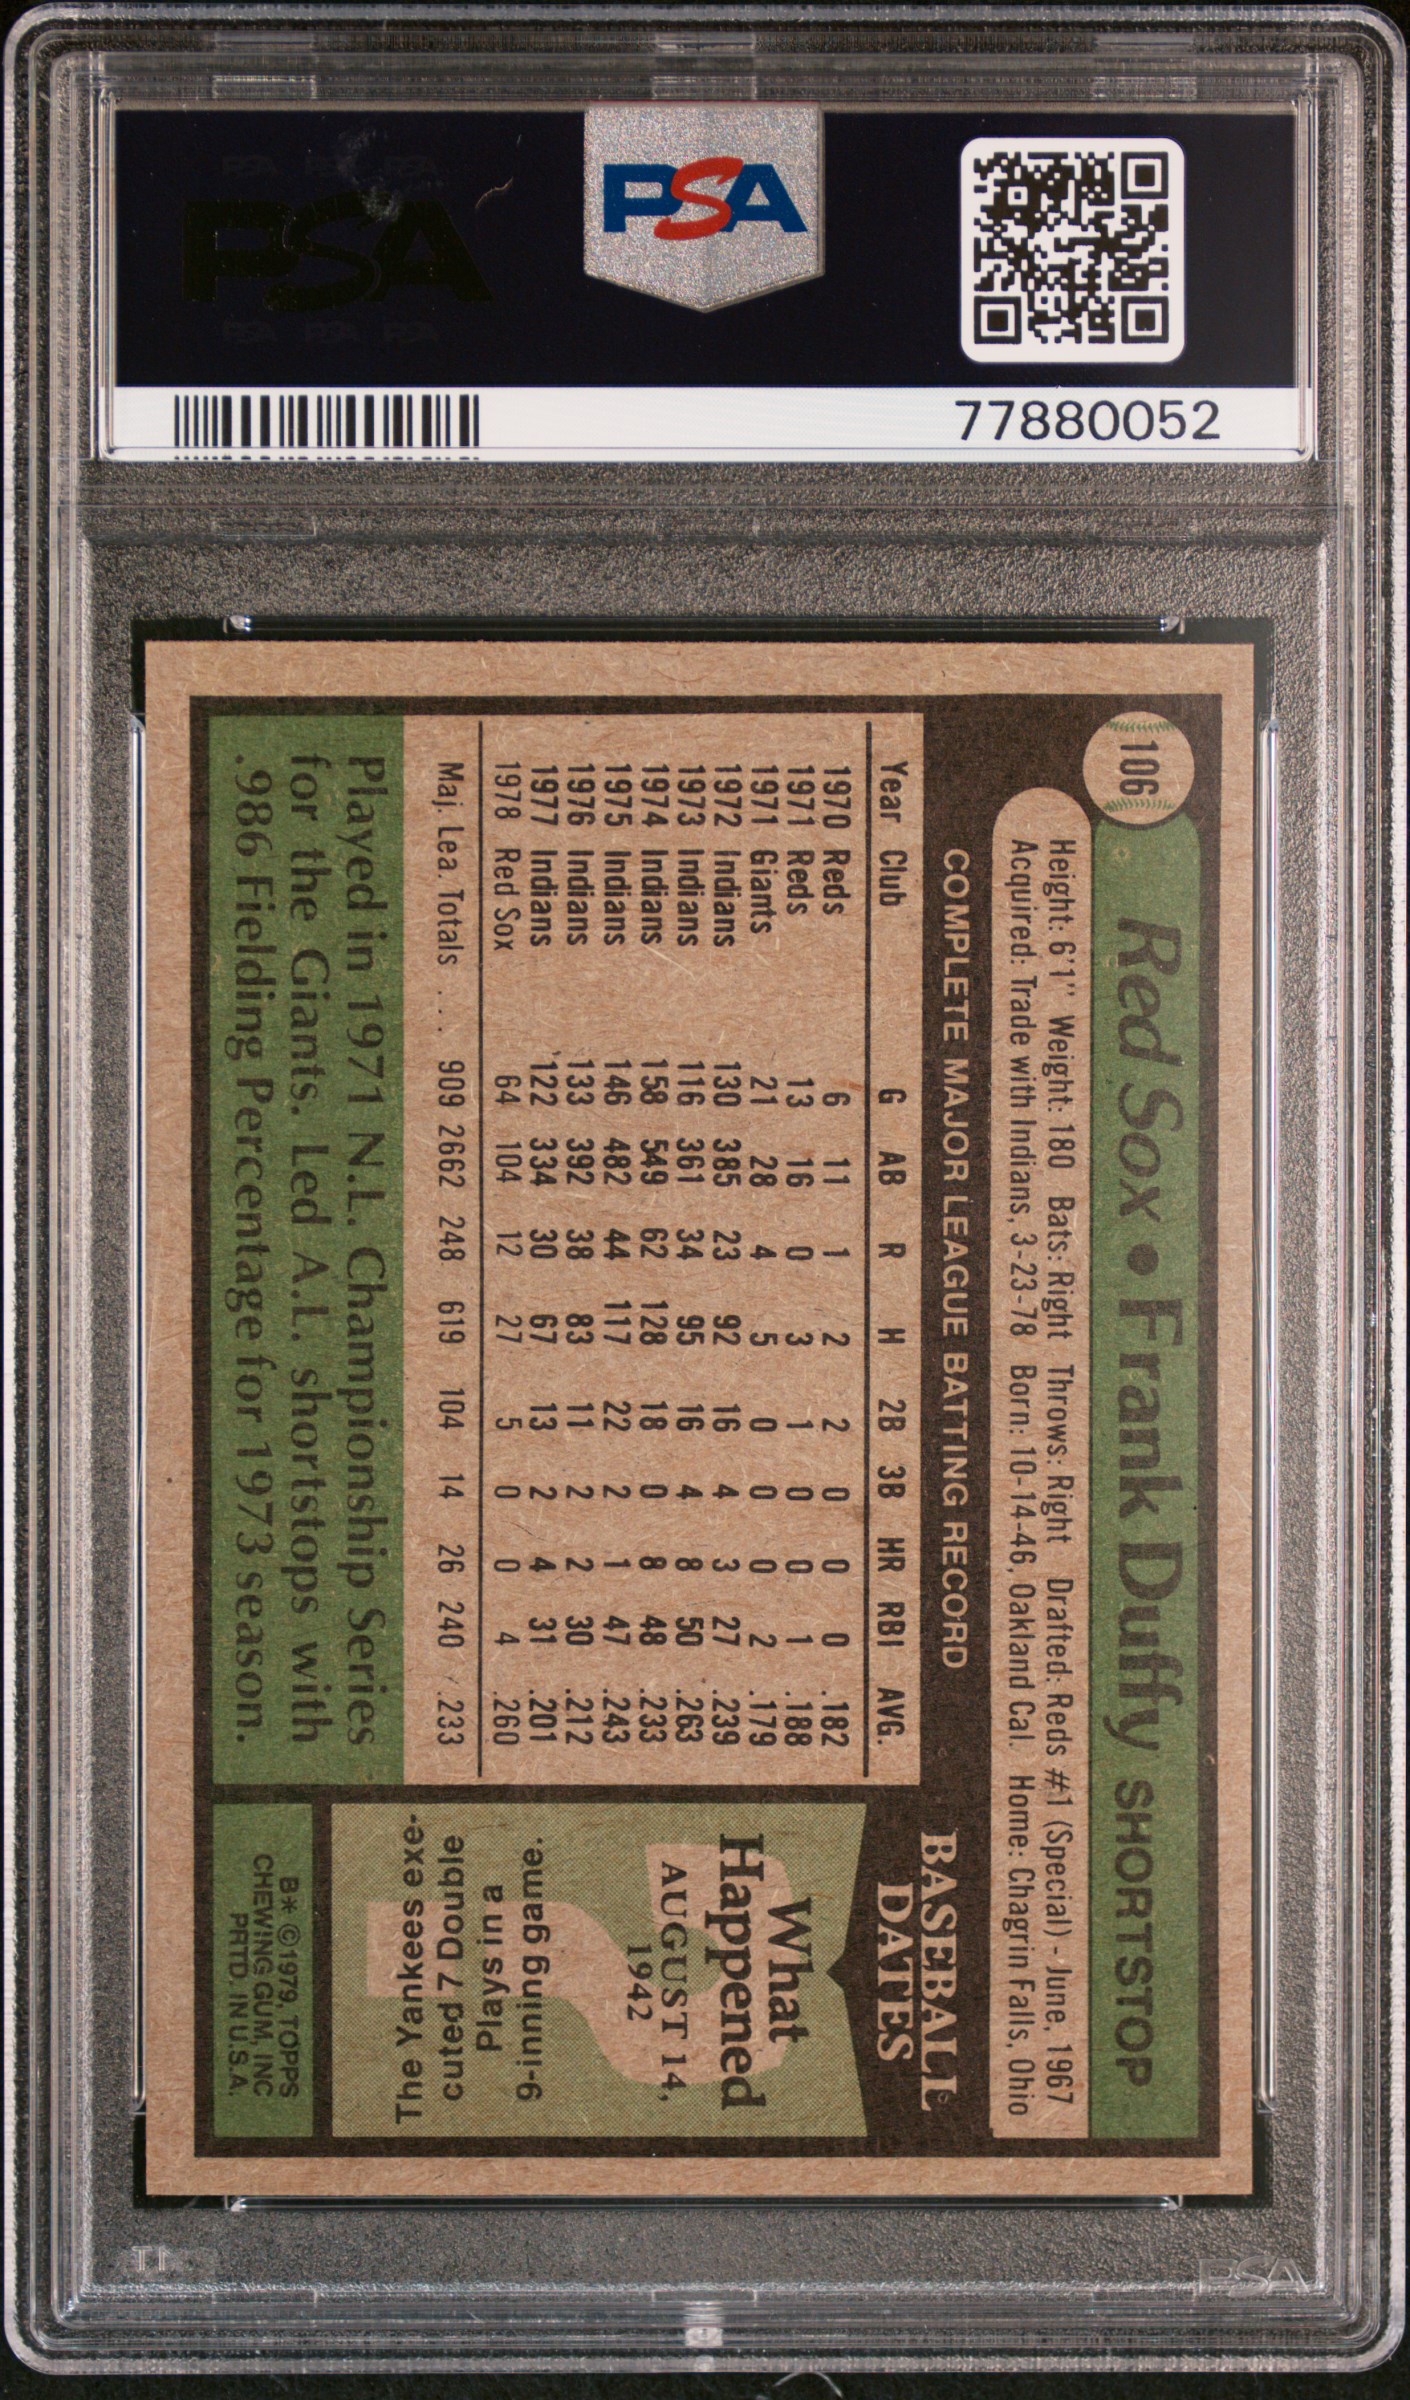 PSA
PSA PSA PSA
PSA
PSA PSA PSA
77880052
106
Red Sox • Frank Duffy SHORTSTOP
Height: 6'1" Weight: 180 Bats: Right Throws: Right Drafted: Reds #1 (Special) - June, 1967
Acquired: Trade with Indians, 3-23-78 Born: 10-14-46, Oakland Cal. Home: Chagrin Falls, Ohio
COMPLETE MAJOR LEAGUE BATTING RECORD
Year Club G AB R H 2B 3B HR RBI AVG.
1970 Reds 6 11 1 2 2 0 0 0 .182
1971 Reds 13 16 0 3 1 0 0 1 .188
1971 Giants 21 28 4 5 0 0 0 2 .179
1972 Indians 130 385 23 92 16 4 3 27 .239
1973 Indians 116 361 34 95 16 4 8 50 .263
1974 Indians 158 549 62 128 18 0 8 48 .233
1975 Indians 146 482 44 117 22 2 1 47 .243
1976 Indians 133 392 38 83 11 2 2 30 .212
1977 Indians 122 334 30 67 13 2 4 31 .201
1978 Red Sox 64 104 12 27 5 0 0 4 .260
Maj. Lea. Totals . . . 909 2662 248 619 104 14 26 240 .233
Played in 1971 N.L. Championship Series
for the Giants. Led A.L. shortstops with
.986 Fielding Percentage for 1973 season.
BASEBALL
DATES
What
Happened
AUGUST 14,
1942
The Yankees exe-
cuted 7 Double
Plays in a
9-inning game.
B* ©1979, TOPPS
CHEWING GUM, INC
PRTD. IN U.S.A.
PSA